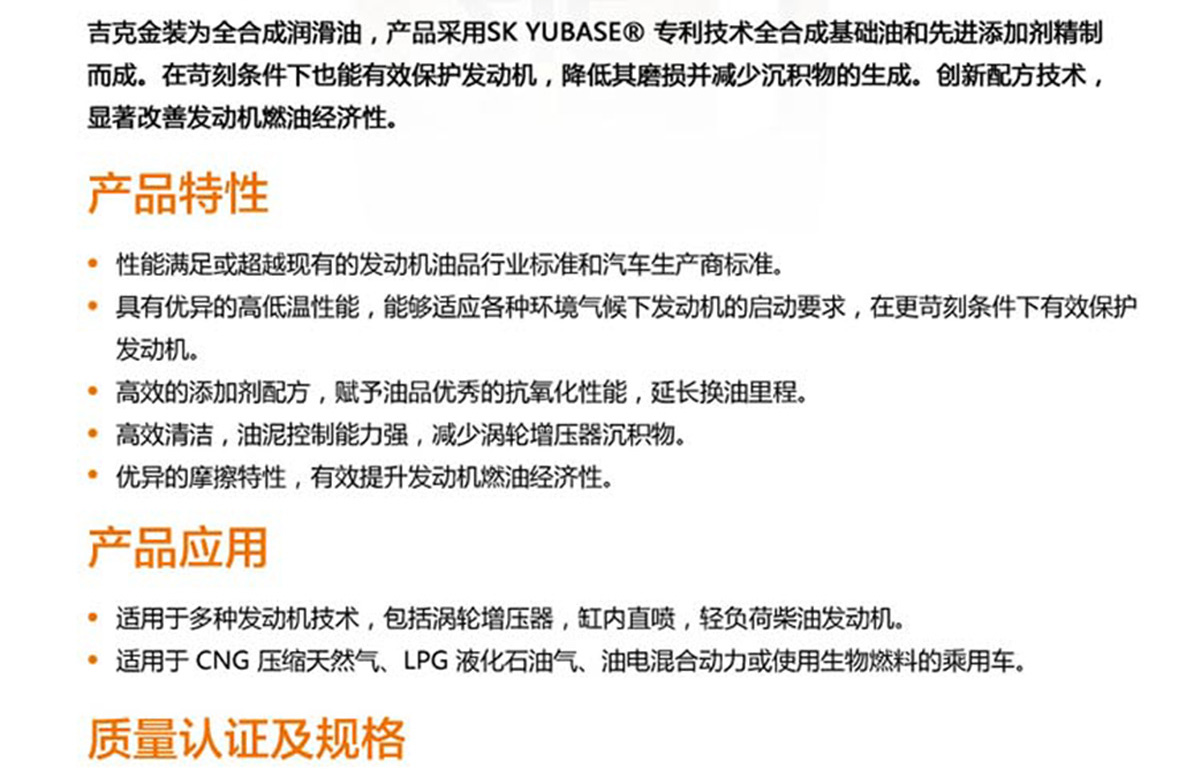 吉克金装为全合成润滑油，产品采用SK YUBASE® 专利技术全合成基础油和先进添加剂精制
而成。在苛刻条件下也能有效保护发动机，降低其磨损并减少沉积物的生成。创新配方技术，
显著改善发动机燃油经济性。
产品特性
• 性能满足或超越现有的发动机油品行业标准和汽车生产商标准。
• 具有优异的高低温性能，能够适应各种环境气候下发动机的启动要求，在更苛刻条件下有效保护
发动机。
• 高效的添加剂配方，赋予油品优秀的抗氧化性能，延长换油里程。
• 高效清洁，油泥控制能力强，减少涡轮增压器沉积物。
• 优异的摩擦特性，有效提升发动机燃油经济性。
产品应用
• 适用于多种发动机技术，包括涡轮增压器，缸内直喷，轻负荷柴油发动机。
• 适用于 CNG 压缩天然气、LPG 液化石油气、油电混合动力或使用生物燃料的乘用车。
质量认证及规格